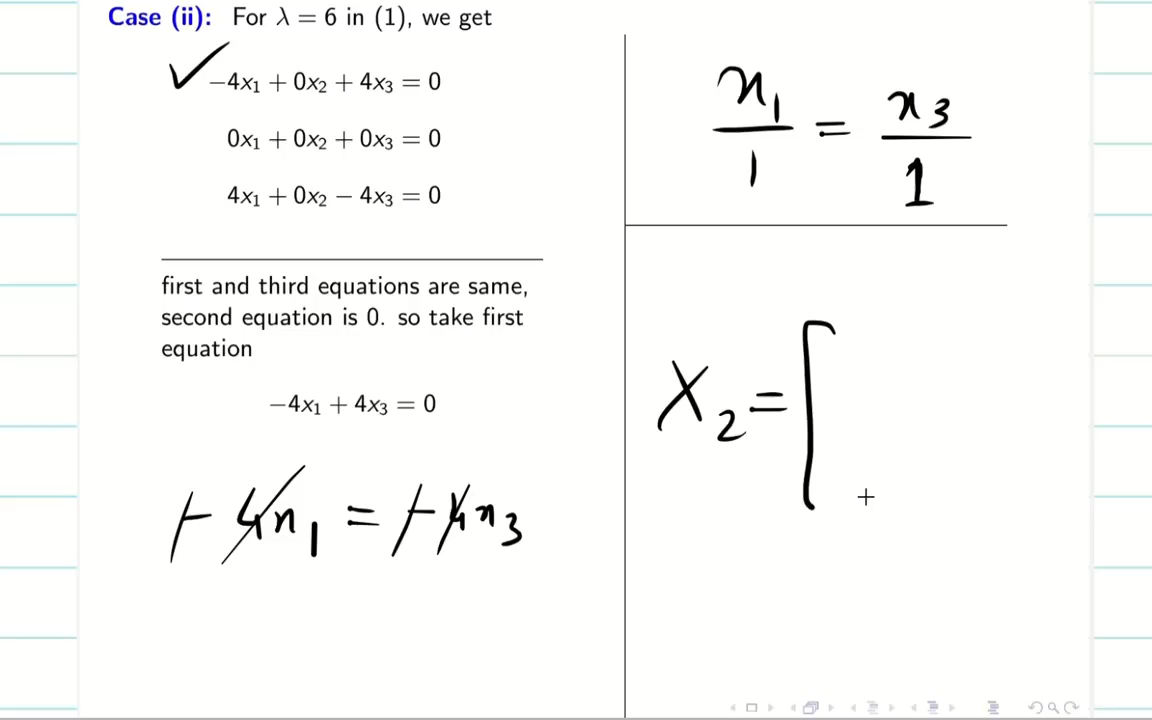 Case (ii): For λ = 6 in (1), we get
−4x₁ + 0x₂ + 4x₃ = 0
0x₁ + 0x₂ + 0x₃ = 0
4x₁ + 0x₂ − 4x₃ = 0
first and third equations are same,
second equation is 0. so take first
equation
−4x₁ + 4x₃ = 0
−4x₁ = −4x₃
x₁/1 = x₃/1
X₂ = [